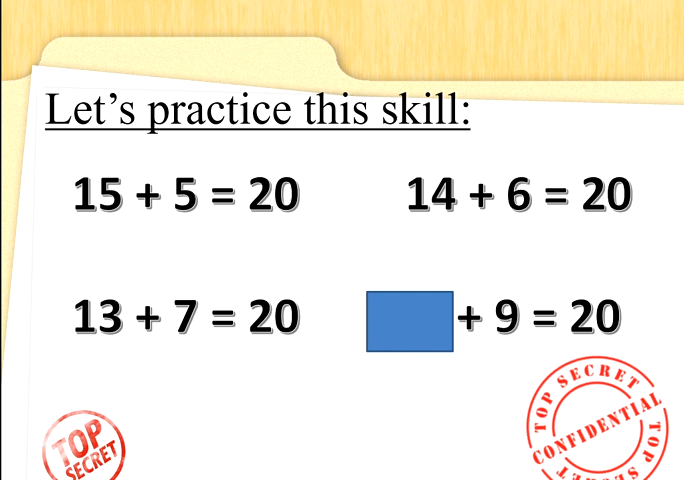 Let's practice this skill:
15 + 5 = 20
14 + 6 = 20
13 + 7 = 20
+ 9 = 20
TOP
SECRET
TOP SECRET
CONFIDENTIAL
TOP